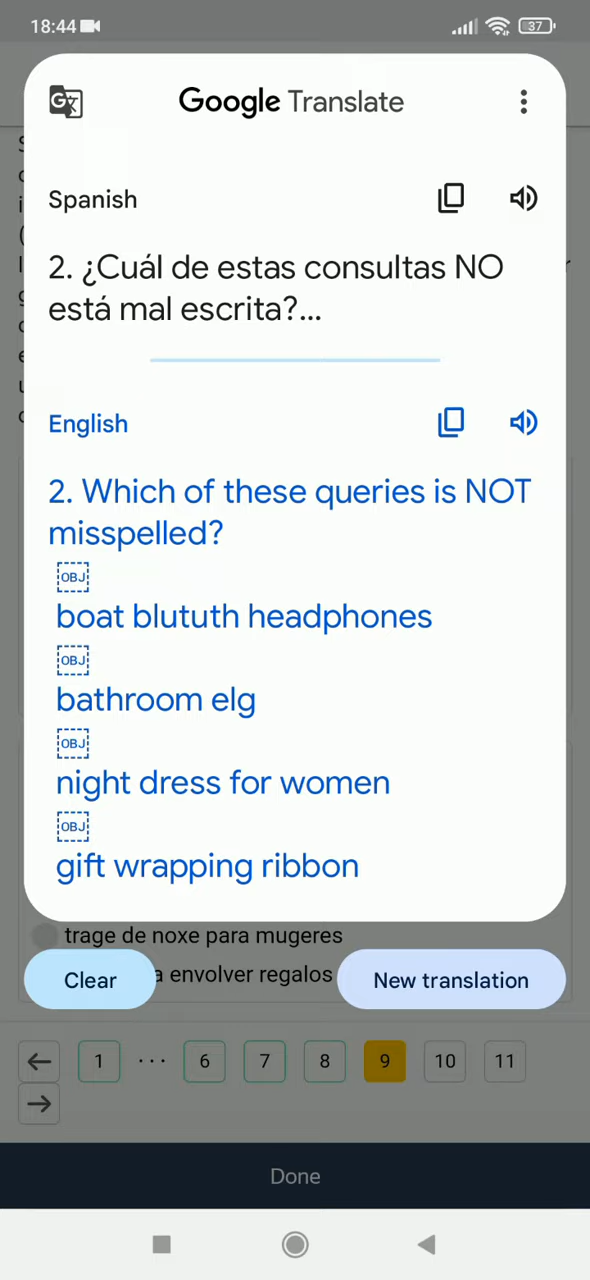 18:44
37
Google Translate
Spanish
2. ¿Cuál de estas consultas NO
está mal escrita?...
English
2. Which of these queries is NOT
misspelled?
OBJ
boat blututh headphones
OBJ
bathroom elg
OBJ
night dress for women
OBJ
gift wrapping ribbon
trage de noxe para mugeres
Clear
a envolver regalos
New translation
1 ... 6 7 8 9 10 11
Done